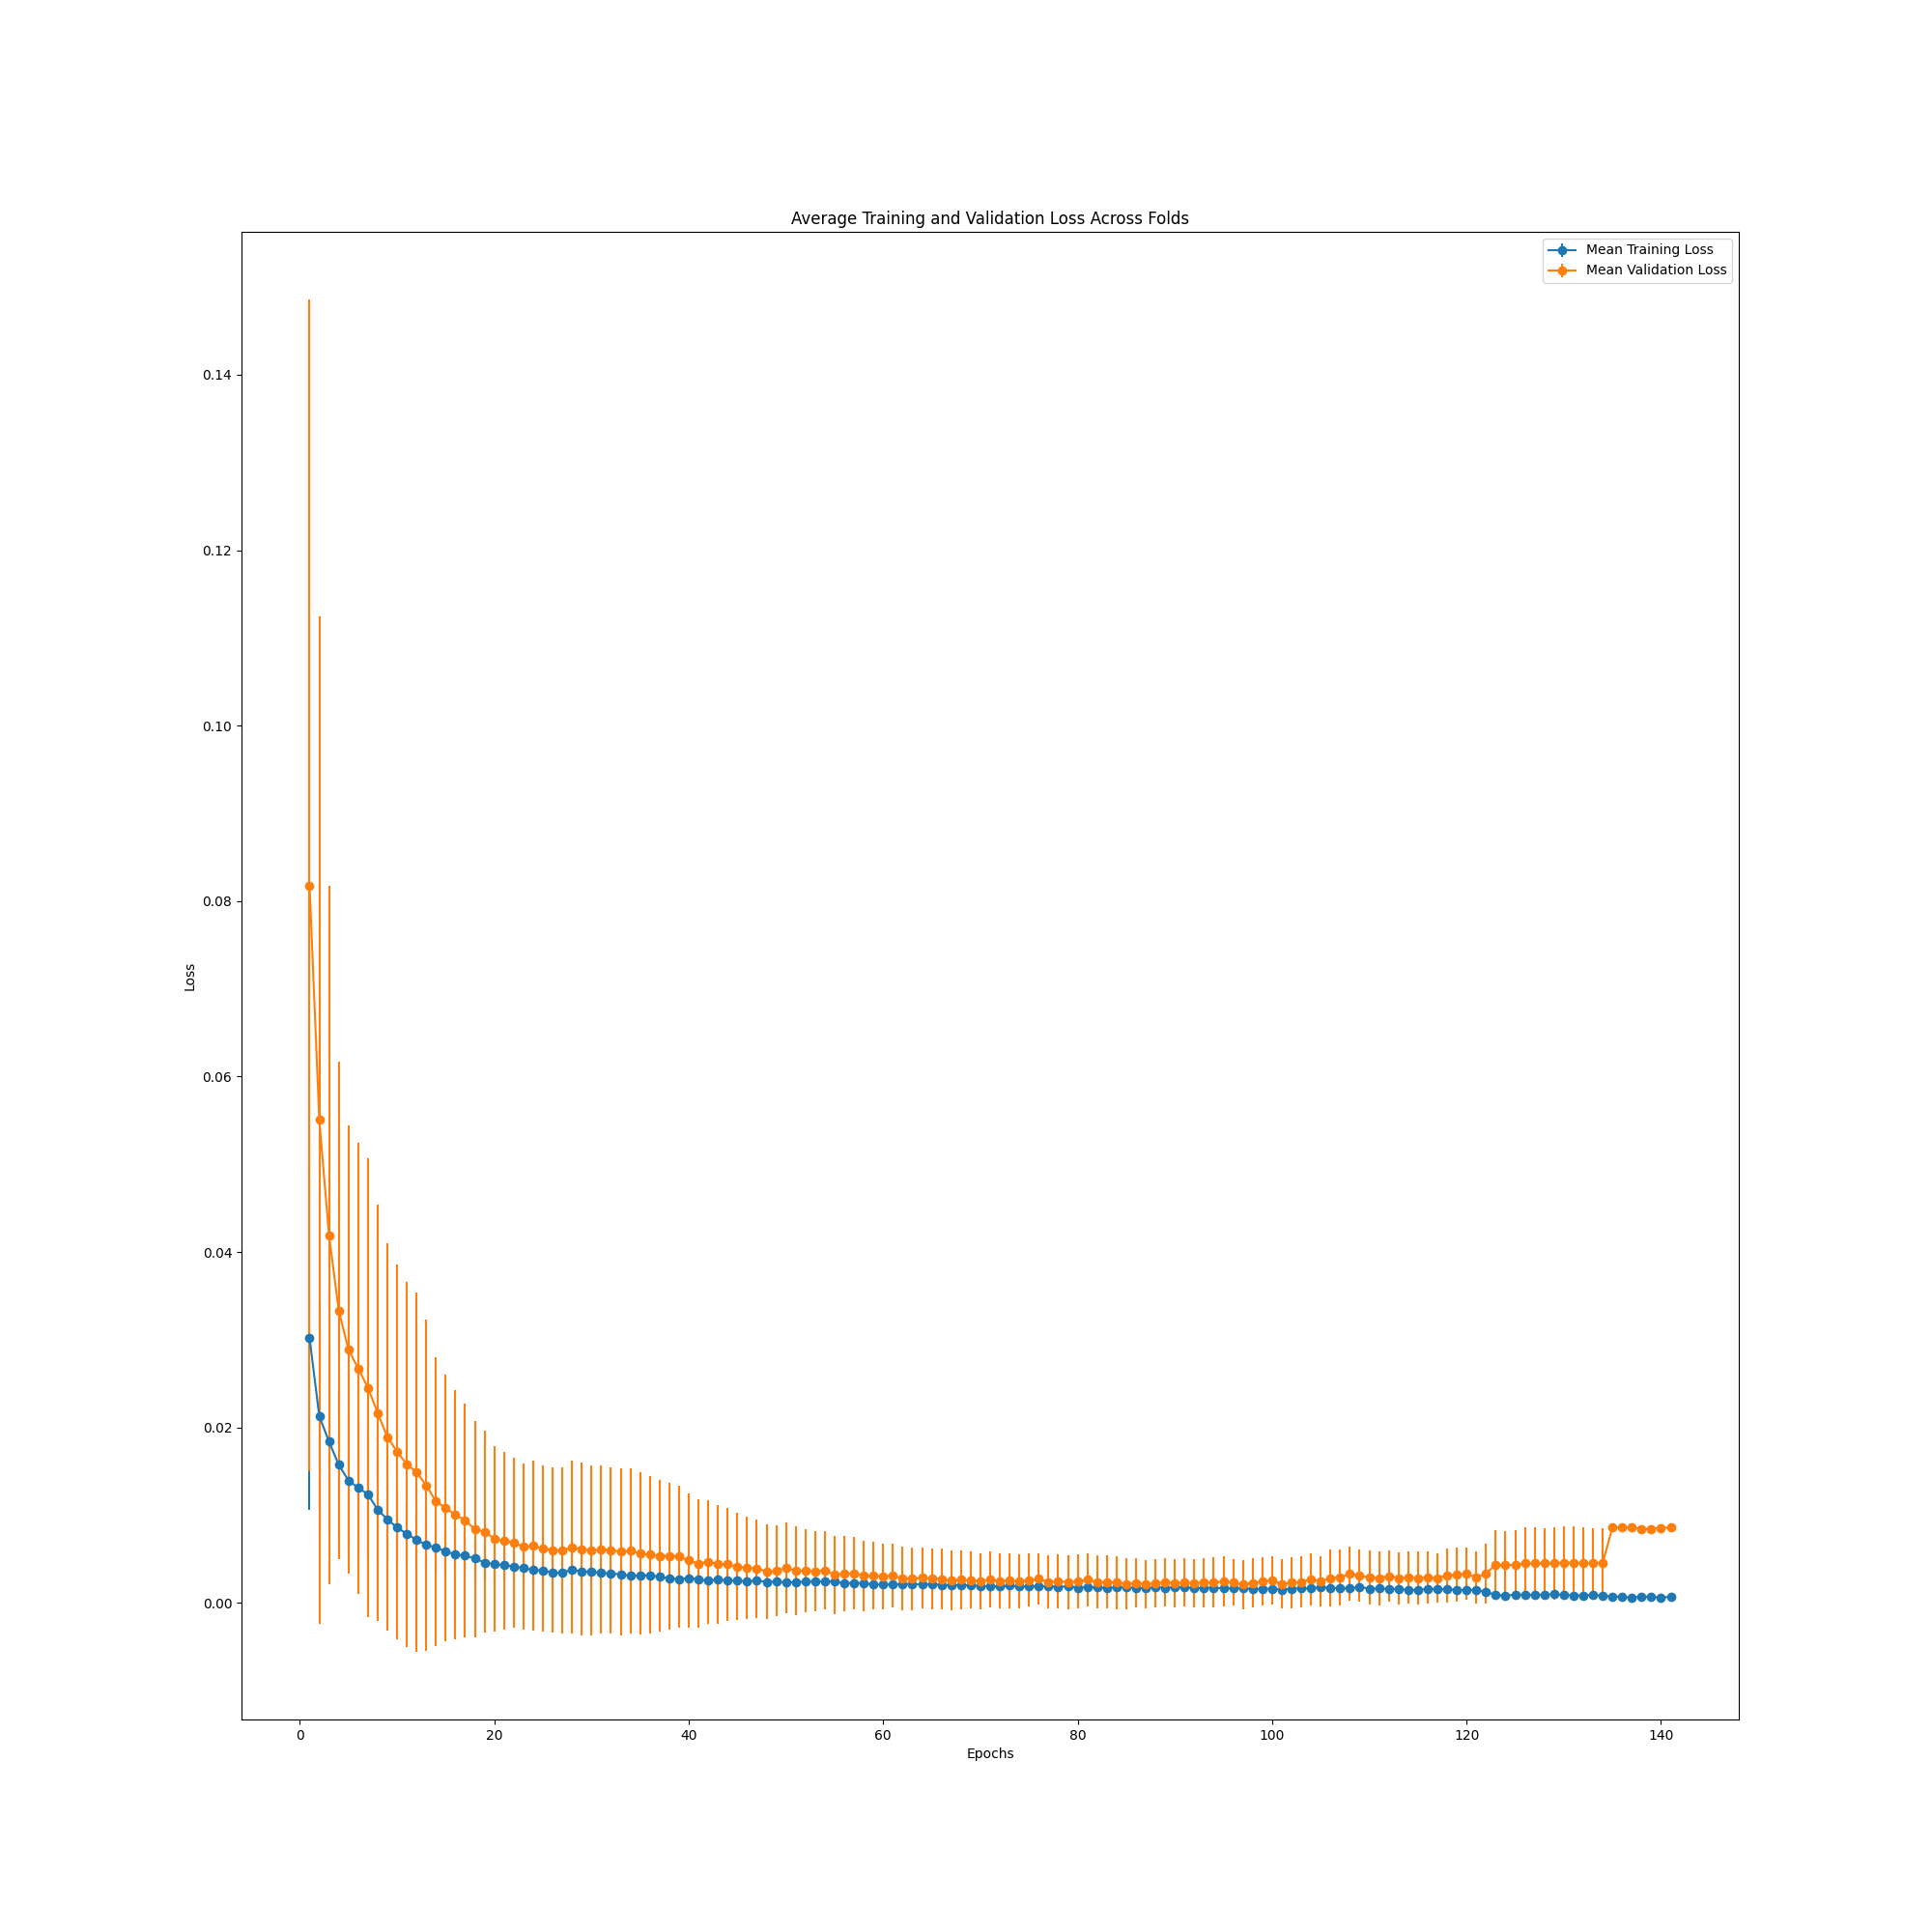 Average Training and Validation Loss Across Folds
Mean Training Loss
Mean Validation Loss
0.14
0.12
0.10
0.08
0.06
0.04
0.02
0.00
Loss
0 20 40 60 80 100 120 140
Epochs